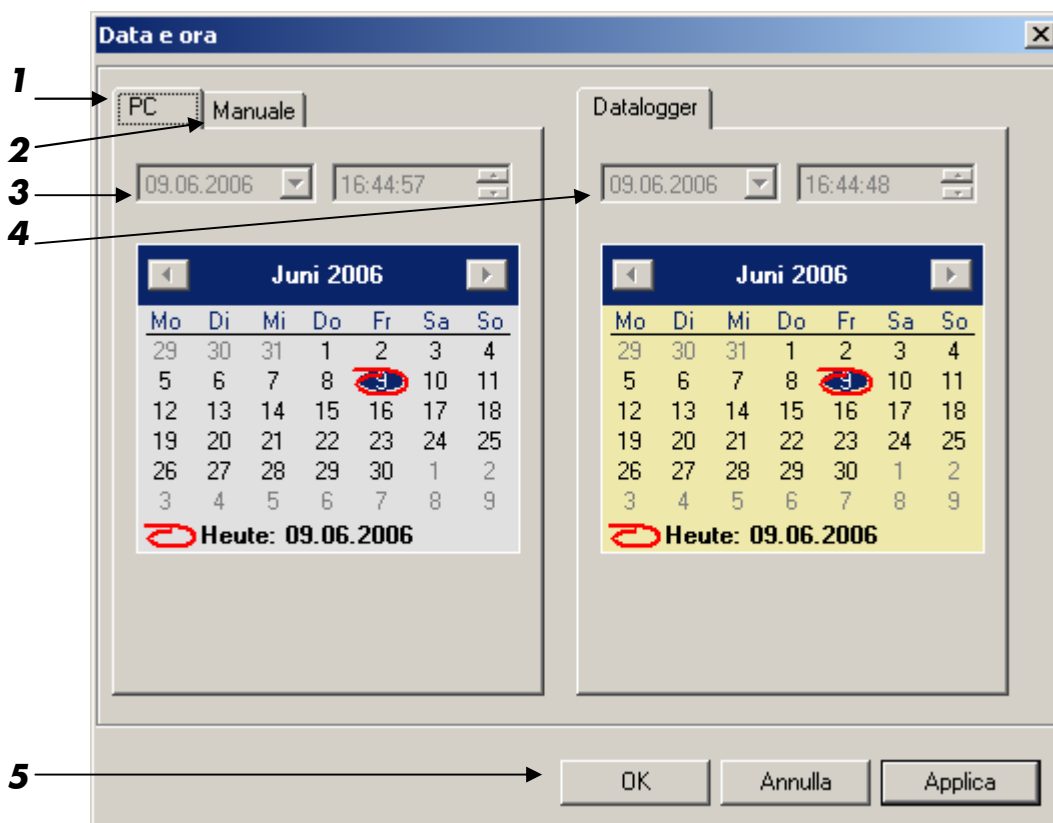 Data e ora
1
PC
Manuale
Datalogger
2
3
09.06.2006
16:44:57
4
09.06.2006
16:44:48
Juni 2006
Mo Di Mi Do Fr Sa So
29 30 31 1 2 3 4
5 6 7 8 9 10 11
12 13 14 15 16 17 18
19 20 21 22 23 24 25
26 27 28 29 30 1 2
3 4 5 6 7 8 9
Heute: 09.06.2006
Juni 2006
Mo Di Mi Do Fr Sa So
29 30 31 1 2 3 4
5 6 7 8 9 10 11
12 13 14 15 16 17 18
19 20 21 22 23 24 25
26 27 28 29 30 1 2
3 4 5 6 7 8 9
Heute: 09.06.2006
5
OK
Annulla
Applica